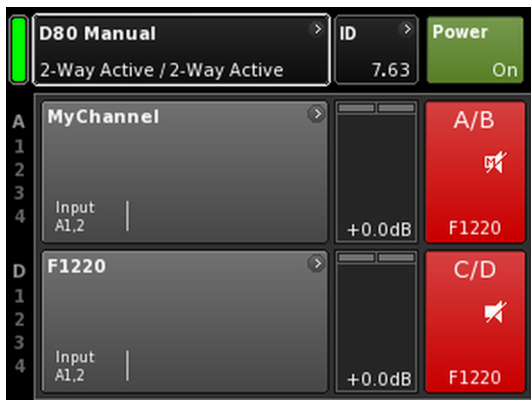 D80 Manual
2-Way Active / 2-Way Active
ID
7.63
Power
On
A
1
2
3
4
MyChannel
Input
A1,2
+0.0dB
A/B
M
F1220
D
1
2
3
4
F1220
Input
A1,2
+0.0dB
C/D
F1220